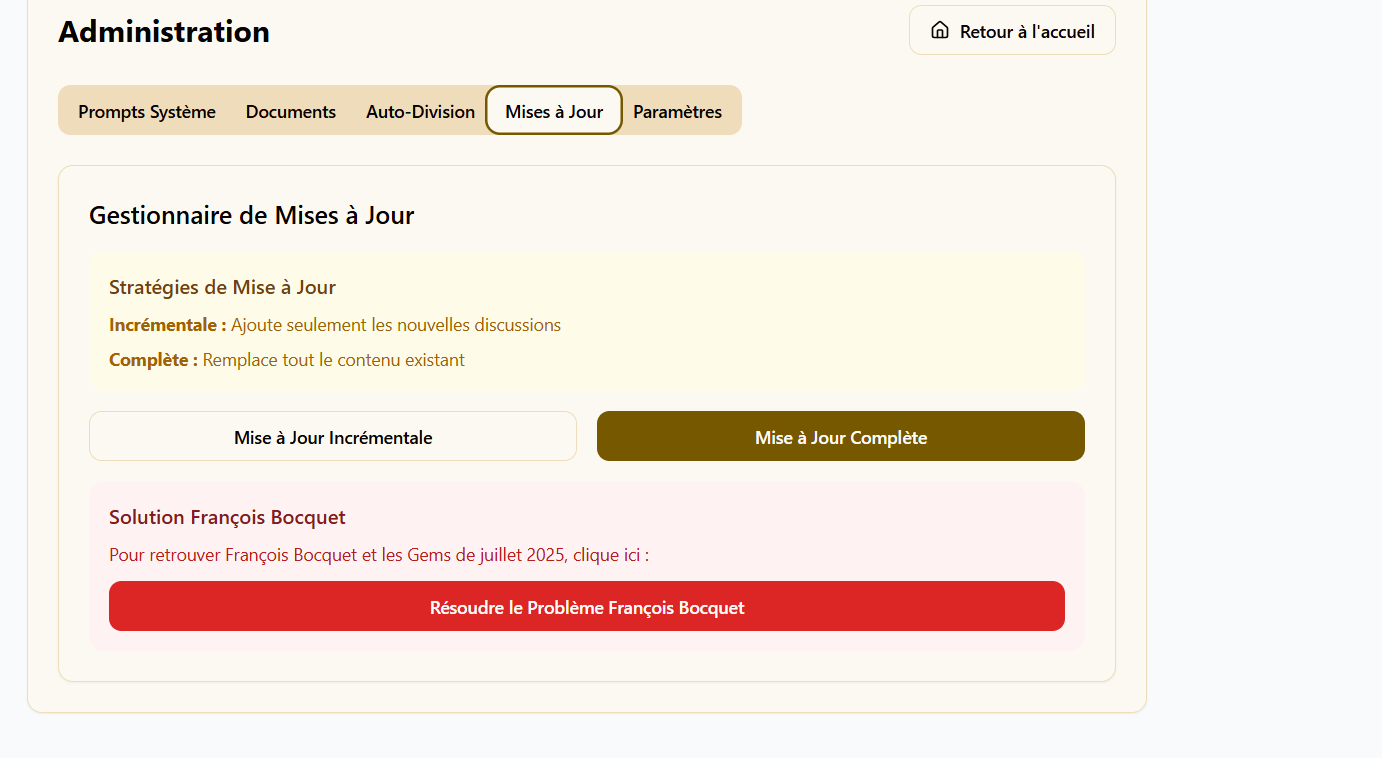 Administration
Retour à l'accueil
Prompts Système
Documents
Auto-Division
Mises à Jour
Paramètres
Gestionnaire de Mises à Jour
Stratégies de Mise à Jour
Incrémentale : Ajoute seulement les nouvelles discussions
Complète : Remplace tout le contenu existant
Mise à Jour Incrémentale
Mise à Jour Complète
Solution François Bocquet
Pour retrouver François Bocquet et les Gems de juillet 2025, clique ici :
Résoudre le Problème François Bocquet